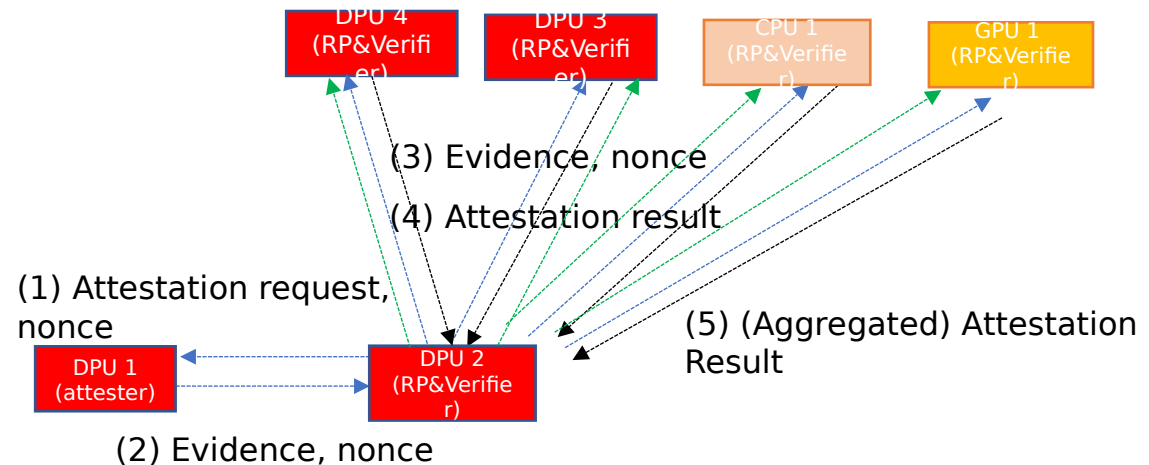 DPU 4
(RP&Verifi
er)
DPU 3
(RP&Verifi
er)
CPU 1
(RP&Verifie
r)
GPU 1
(RP&Verifie
r)
(3) Evidence, nonce
(4) Attestation result
(1) Attestation request,
nonce
(5) (Aggregated) Attestation
Result
DPU 1
(attester)
DPU 2
(RP&Verifie
r)
(2) Evidence, nonce